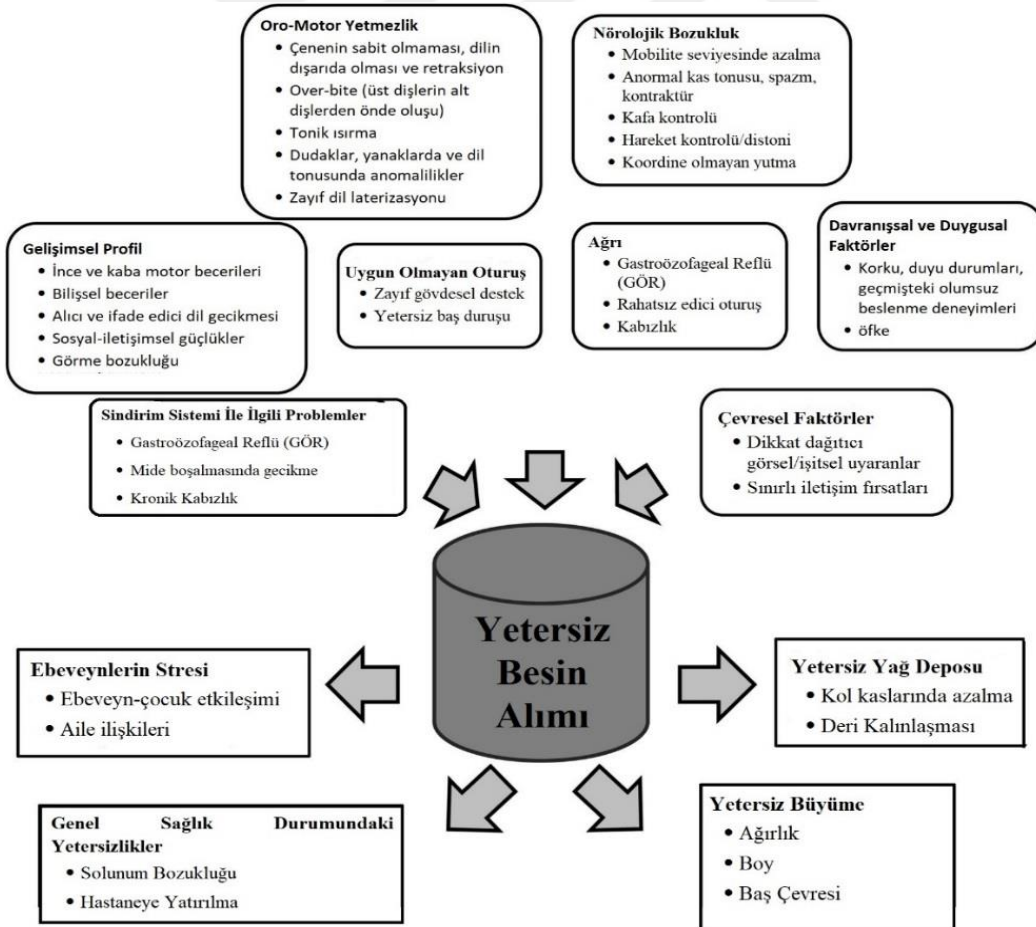 Oro-Motor Yetmezlik
• Çenenin sabit olmaması, dilin
dışarıda olması ve retraksiyon
• Over-bite (üst dişlerin alt
dişlerden önde oluşu)
• Tonik ısırma
• Dudaklar, yanaklarda ve dil
tonusunda anomalilikler
• Zayıf dil laterizasyonu
Nörolojik Bozukluk
• Mobilite seviyesinde azalma
• Anormal kas tonusu, spazm,
kontraktür
• Kafa kontrolü
• Hareket kontrolü/distoni
• Koordine olmayan yutma
Gelişimsel Profil
• İnce ve kaba motor becerileri
• Bilişsel beceriler
• Alıcı ve ifade edici dil gecikmesi
• Sosyal-iletişimsel güçlükler
• Görme bozukluğu
Uygun Olmayan Oturuş
• Zayıf gövdesel destek
• Yetersiz baş duruşu
Ağrı
• Gastroözofageal Reflü
(GÖR)
• Rahatsız edici oturuş
• Kabızlık
Davranışsal ve Duygusal
Faktörler
• Korku, duyu durumları,
geçmişteki olumsuz
beslenme deneyimleri
• öfke
Sindirim Sistemi İle İlgili Problemler
• Gastroözofageal Reflü (GÖR)
• Mide boşalmasında gecikme
• Kronik Kabızlık
Çevresel Faktörler
• Dikkat dağıtıcı
görsel/işitsel uyaranlar
• Sınırlı iletişim fırsatları
Yetersiz
Besin
Alımı
Ebeveynlerin Stresi
• Ebeveyn-çocuk etkileşimi
• Aile ilişkileri
Yetersiz Yağ Deposu
• Kol kaslarında azalma
• Deri Kalınlaşması
Genel Sağlık Durumundaki
Yetersizlikler
• Solunum Bozukluğu
• Hastaneye Yatırılma
Yetersiz Büyüme
• Ağırlık
• Boy
• Baş Çevresi